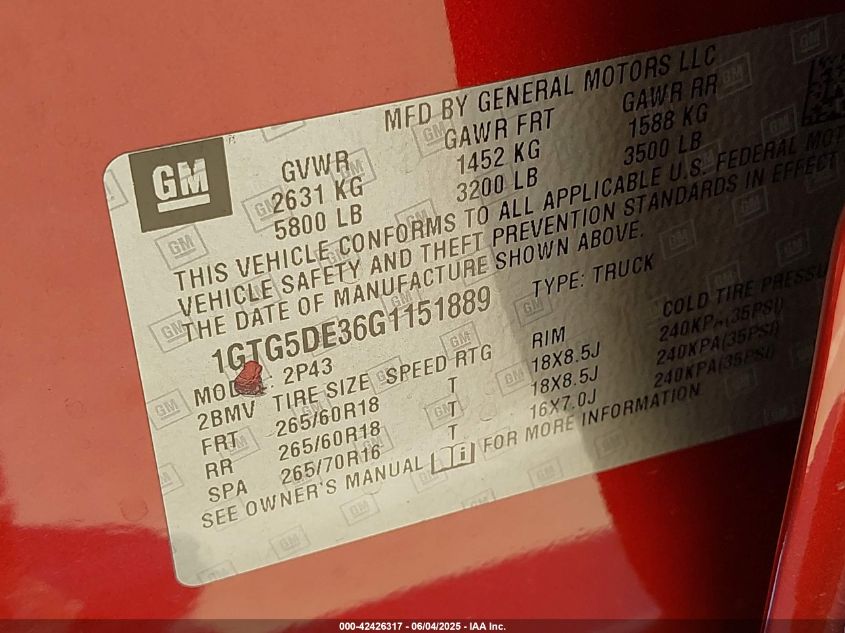 MFD BY GENERAL MOTORS LLC
GM
GVWR GAWR FRT GAWR RR
2631 KG 1452 KG 1588 KG
5800 LB 3200 LB 3500 LB
THIS VEHICLE CONFORMS TO ALL APPLICABLE U.S. FEDERAL MOT
VEHICLE SAFETY AND THEFT PREVENTION STANDARDS IN EFFECT
THE DATE OF MANUFACTURE SHOWN ABOVE.
1GTG5DE36G1151889 TYPE: TRUCK
MOD : 2P43
2BMV TIRE SIZE SPEED RTG RIM COLD TIRE PRESSU
FRT 265/60R18 T 18X8.5J 240KPA(35PSI)
RR 265/60R18 T 18X8.5J 240KPA(35PSI)
SPA 265/70R16 T 16X7.0J 240KPA(35PSI)
SEE OWNER'S MANUAL FOR MORE INFORMATION
000-42426317 - 06/04/2025 - IAA Inc.